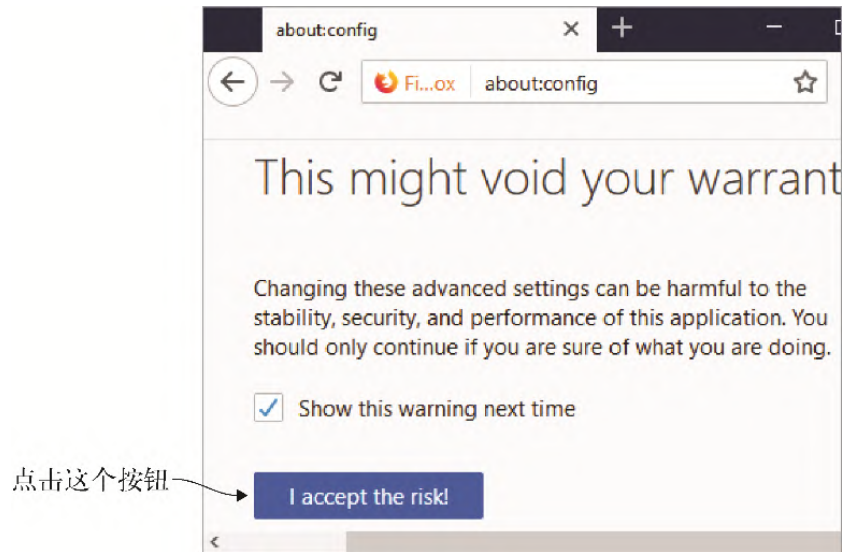 about:config
Fi...ox about:config
This might void your warrant
Changing these advanced settings can be harmful to the
stability, security, and performance of this application. You
should only continue if you are sure of what you are doing.
Show this warning next time
点击这个按钮
I accept the risk!